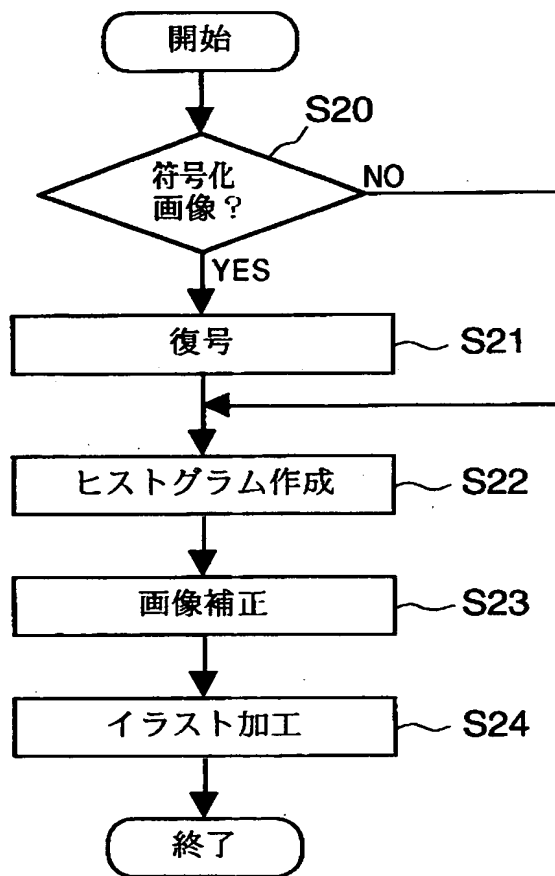 開始
S20
符号化
画像？
NO
YES
復号
S21
ヒストグラム作成
S22
画像補正
S23
イラスト加工
S24
終了